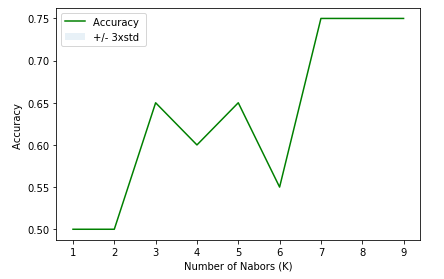 Accuracy
+/- 3xstd
Accuracy
0.75
0.70
0.65
0.60
0.55
0.50
1 2 3 4 5 6 7 8 9
Number of Nabors (K)